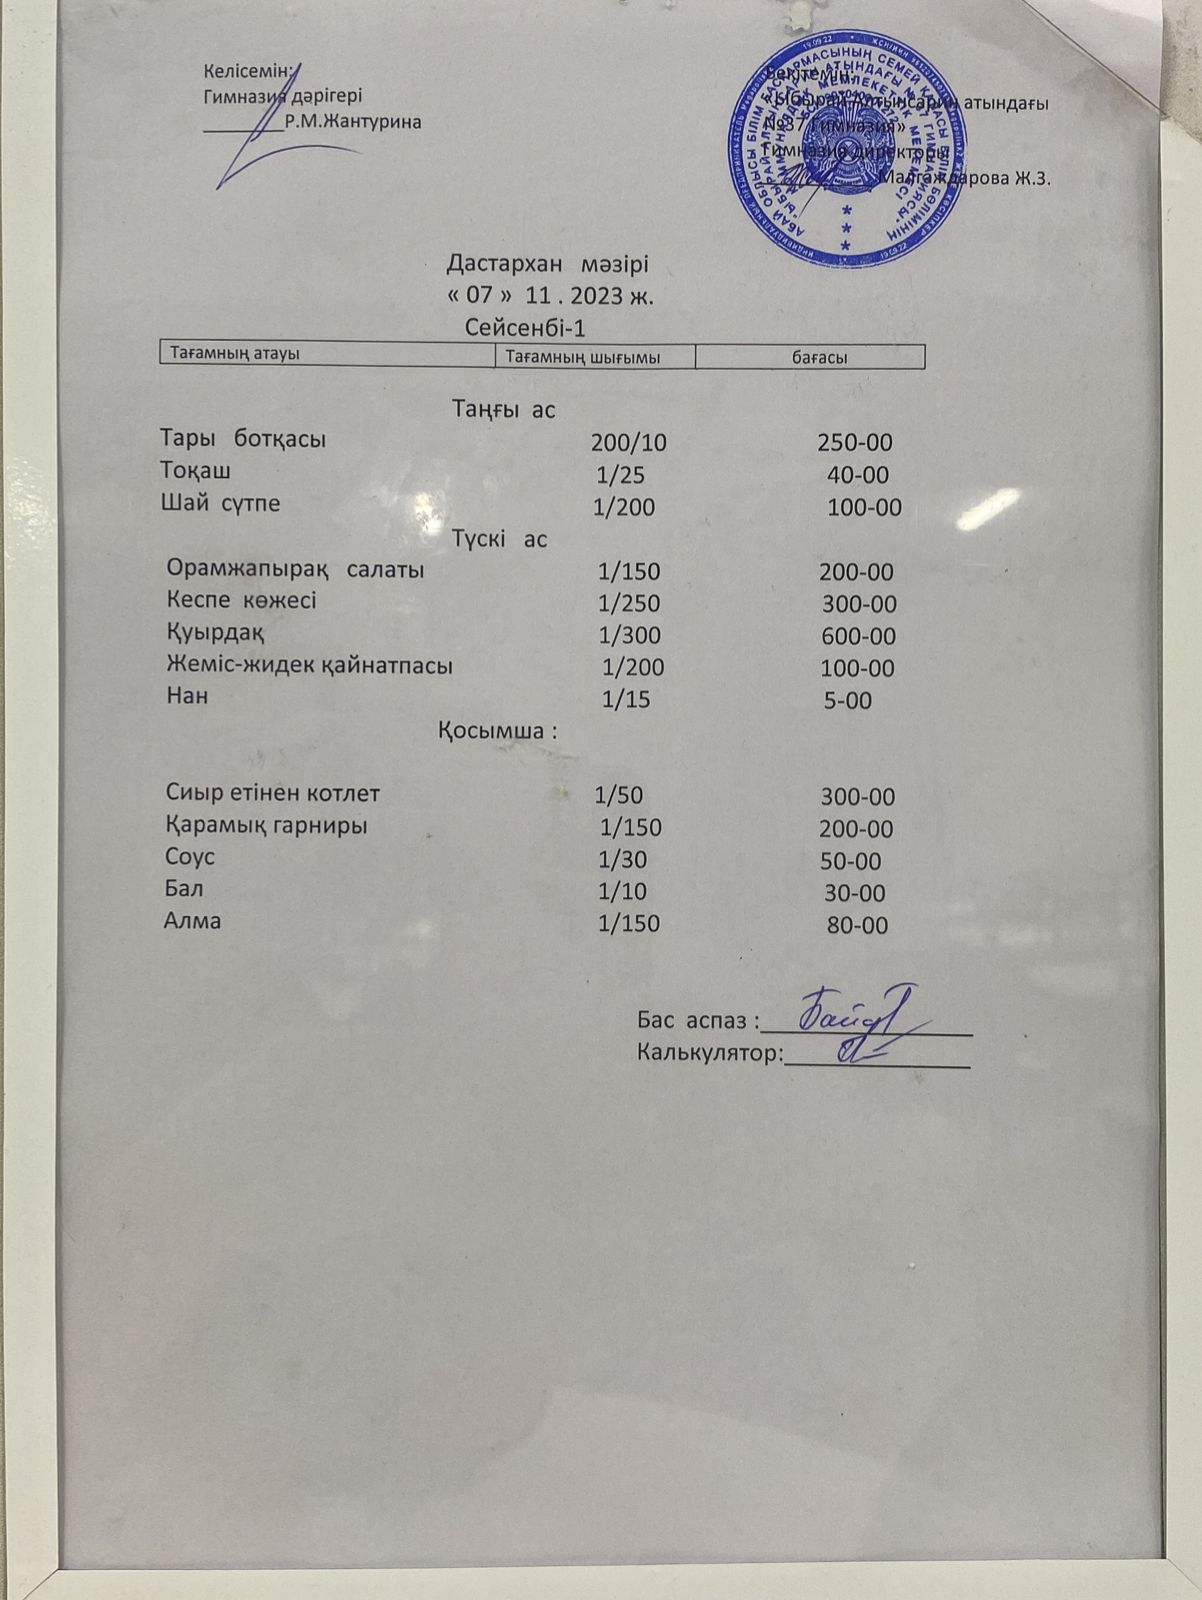 Келісемін:
Гимназия дәрігері
________Р.М.Жантурина
Бекітемін:
«Ыбырай Алтынсарин атындағы
№37 Гимназия»
Гимназия директоры
Малгаждарова Ж.З.
Дастархан мәзірі
« 07 » 11 . 2023 ж.
Сейсенбі-1
Тағамның атауы Тағамның шығымы бағасы
Таңғы ас
Тары ботқасы 200/10 250-00
Тоқаш 1/25 40-00
Шай сүтпе 1/200 100-00
Түскі ас
Орамжапырақ салаты 1/150 200-00
Кеспе көжесі 1/250 300-00
Қуырдақ 1/300 600-00
Жеміс-жидек қайнатпасы 1/200 100-00
Нан 1/15 5-00
Қосымша :
Сиыр етінен котлет 1/50 300-00
Қарамық гарниры 1/150 200-00
Соус 1/30 50-00
Бал 1/10 30-00
Алма 1/150 80-00
Бас аспаз :________
Калькулятор:________